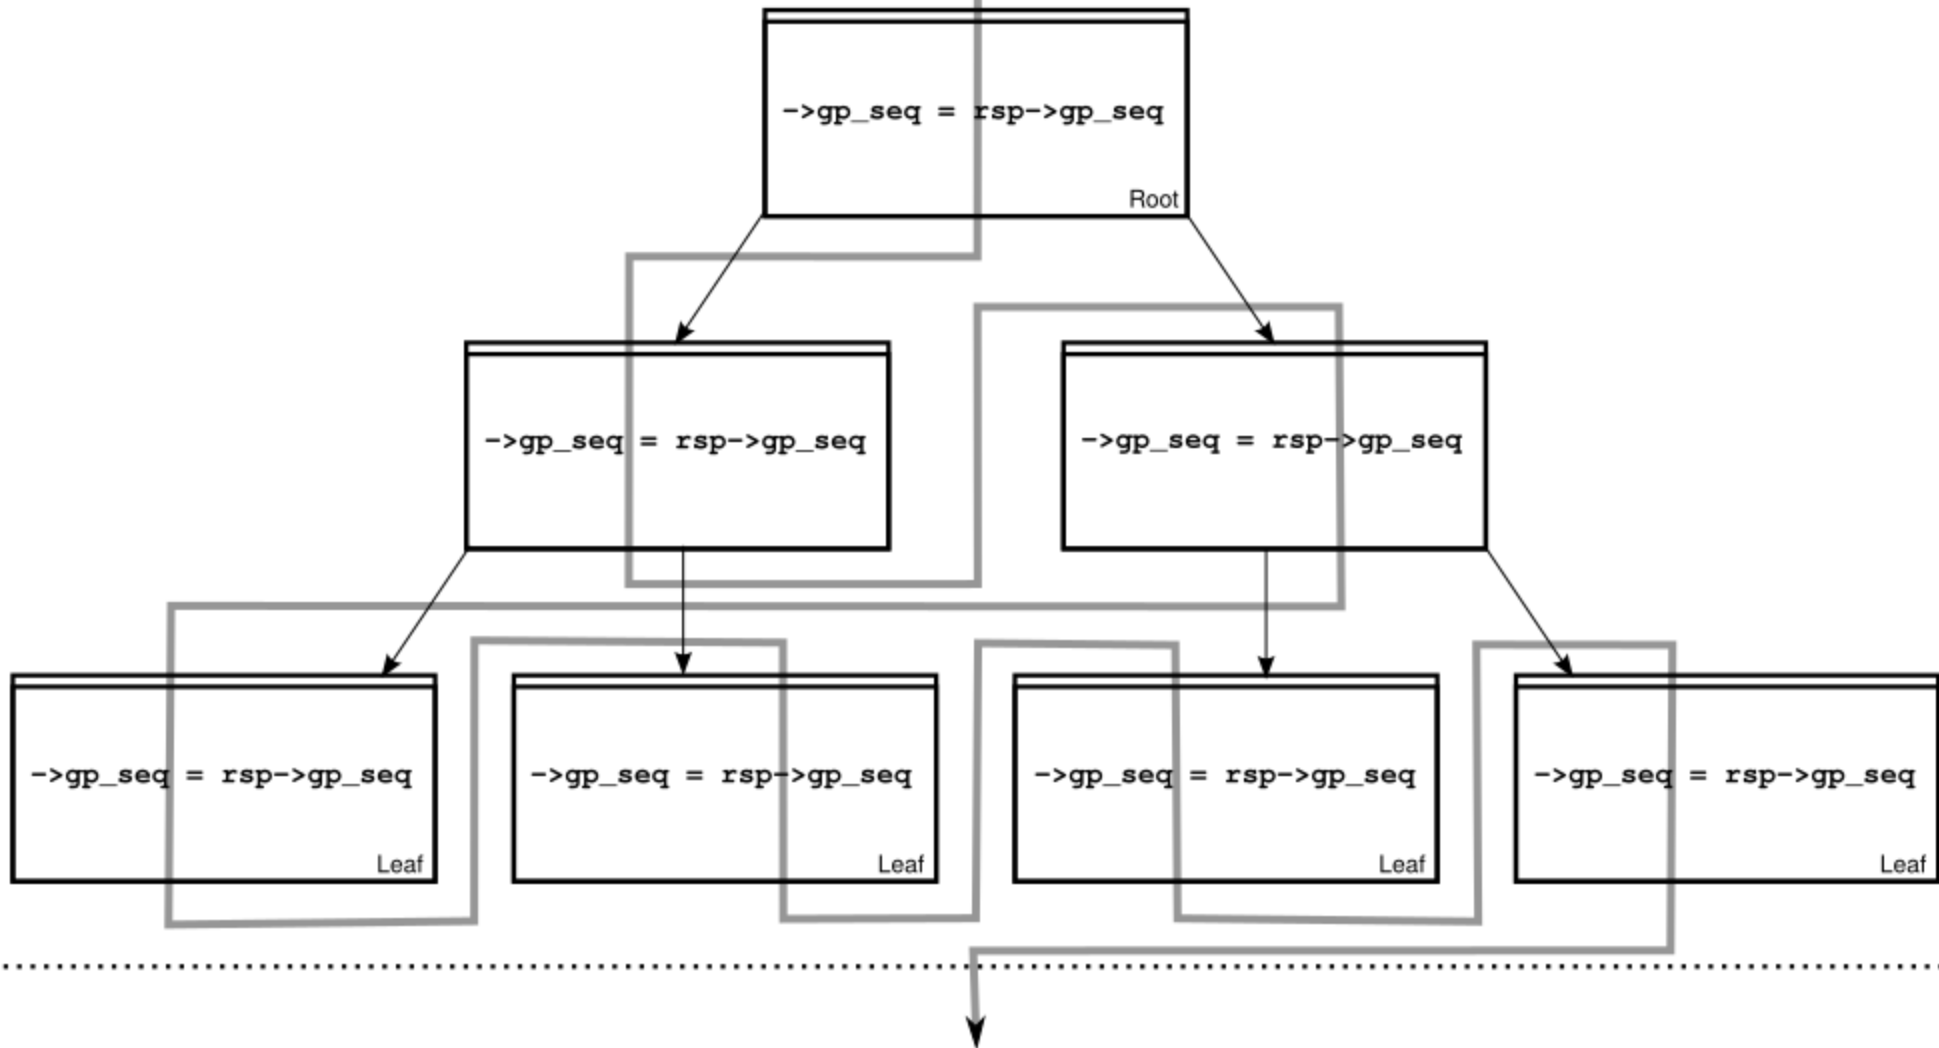 ->gp_seq = rsp->gp_seq
Root
->gp_seq = rsp->gp_seq
->gp_seq = rsp->gp_seq
->gp_seq = rsp->gp_seq
Leaf
->gp_seq = rsp->gp_seq
Leaf
->gp_seq = rsp->gp_seq
Leaf
->gp_seq = rsp->gp_seq
Leaf